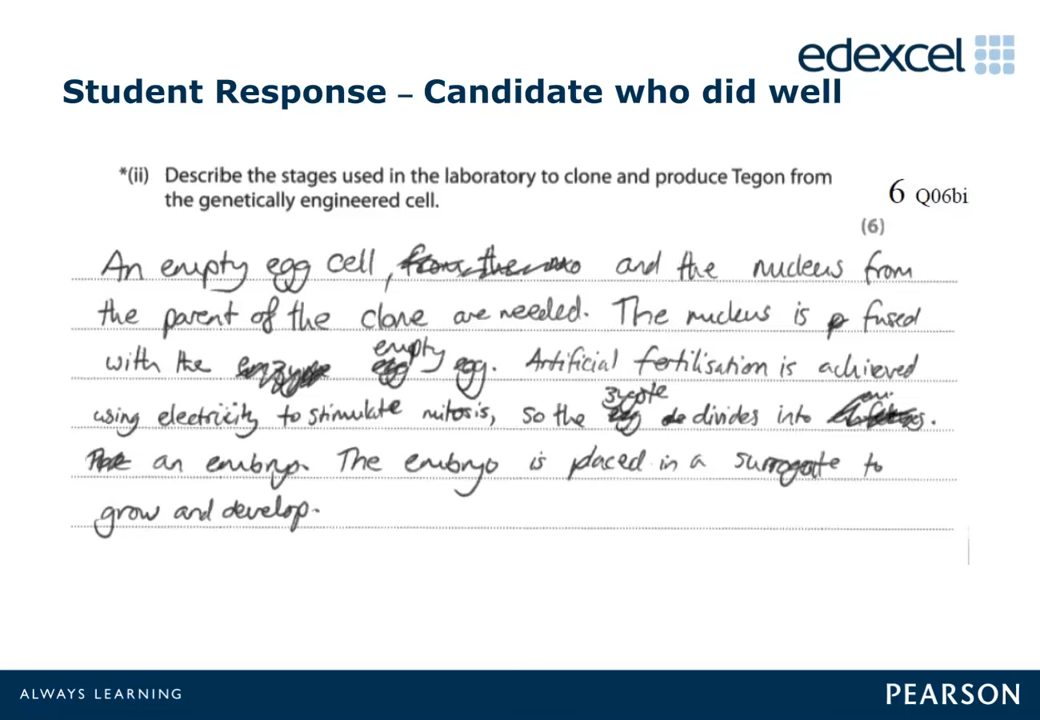 edexcel
Student Response – Candidate who did well
*(ii) Describe the stages used in the laboratory to clone and produce Tegon from
the genetically engineered cell.
6 Q06bi
(6)
An empty egg cell, and the nucleus from
the parent of the clone are needed. The nucleus is fused
with the empty egg. Artificial fertilisation is achieved
using electricity to stimulate mitosis, so the zygote divides into
an embryo. The embryo is placed in a surrogate to
grow and develop.
ALWAYS LEARNING
PEARSON